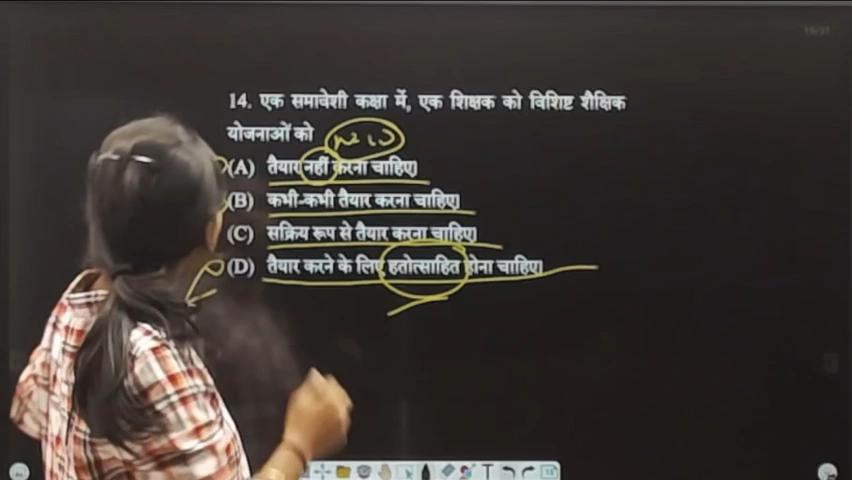 14. एक समावेशी कक्षा में, एक शिक्षक को विशिष्ट शैक्षिक
योजनाओं को
(A) तैयार नहीं करना चाहिए|
(B) कभी-कभी तैयार करना चाहिए|
(C) सक्रिय रूप से तैयार करना चाहिए|
(D) तैयार करने के लिए हतोत्साहित होना चाहिए|